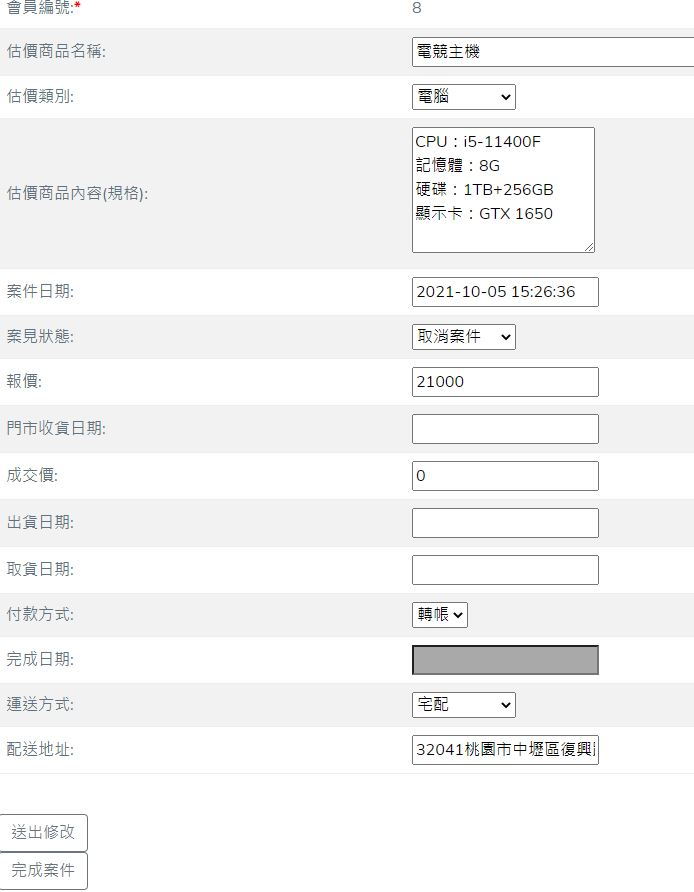 會員編號:* 8
估價商品名稱: 電競主機
估價類別: 電腦
估價商品內容(規格):
CPU：i5-11400F
記憶體：8G
硬碟：1TB+256GB
顯示卡：GTX 1650
案件日期: 2021-10-05 15:26:36
案見狀態: 取消案件
報價: 21000
門市收貨日期:
成交價: 0
出貨日期:
取貨日期:
付款方式: 轉帳
完成日期:
運送方式: 宅配
配送地址: 32041桃園市中壢區復興
送出修改
完成案件